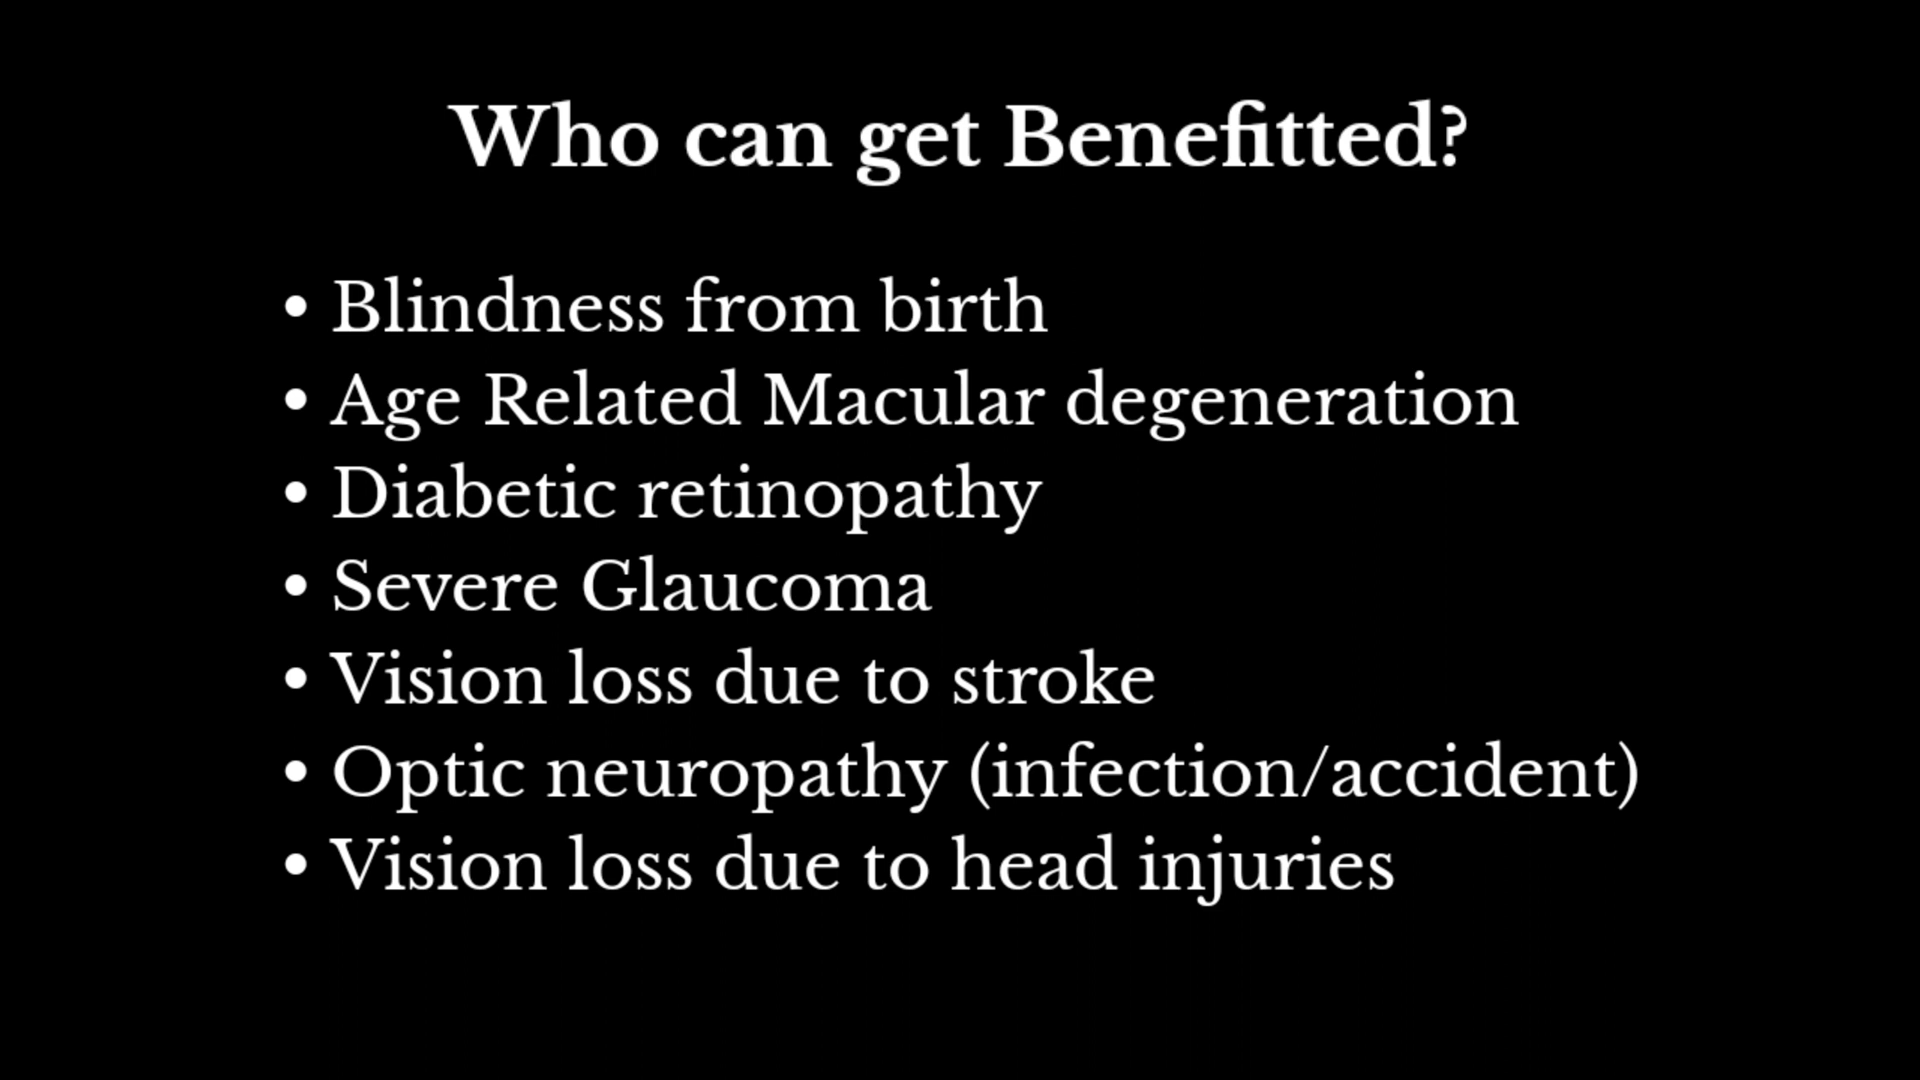 Who can get Benefitted?
• Blindness from birth
• Age Related Macular degeneration
• Diabetic retinopathy
• Severe Glaucoma
• Vision loss due to stroke
• Optic neuropathy (infection/accident)
• Vision loss due to head injuries